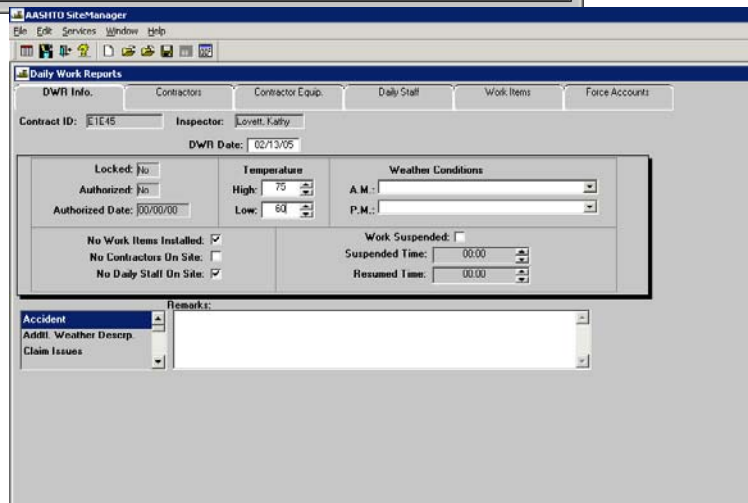 AASHTO SiteManager
File Edit Services Window Help
Daily Work Reports
DWR Info. Contractors Contractor Equip. Daily Staff Work Items Force Accounts
Contract ID: E1E45 Inspector: Lovett, Kathy
DWR Date: 02/13/05
Locked: No Temperature Weather Conditions
Authorized: No High: 75 A.M.:
Authorized Date: 00/00/00 Low: 60 P.M.:
No Work Items Installed: Work Suspended:
No Contractors On Site: Suspended Time: 00:00
No Daily Staff On Site: Resumed Time: 00:00
Remarks:
Accident
Addtl. Weather Descrp.
Claim Issues